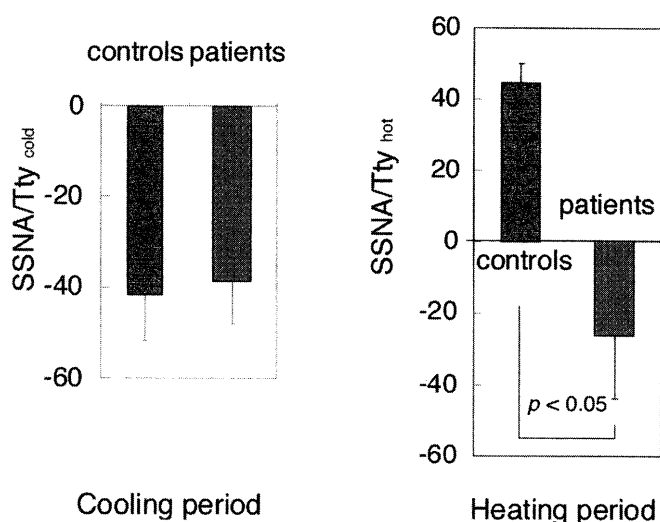 controls patients
SSNA/Tty cold
0
-20
-40
-60
Cooling period
SSNA/Tty hot
60
40
20
0
-20
-40
-60
patients
controls
p < 0.05
Heating period